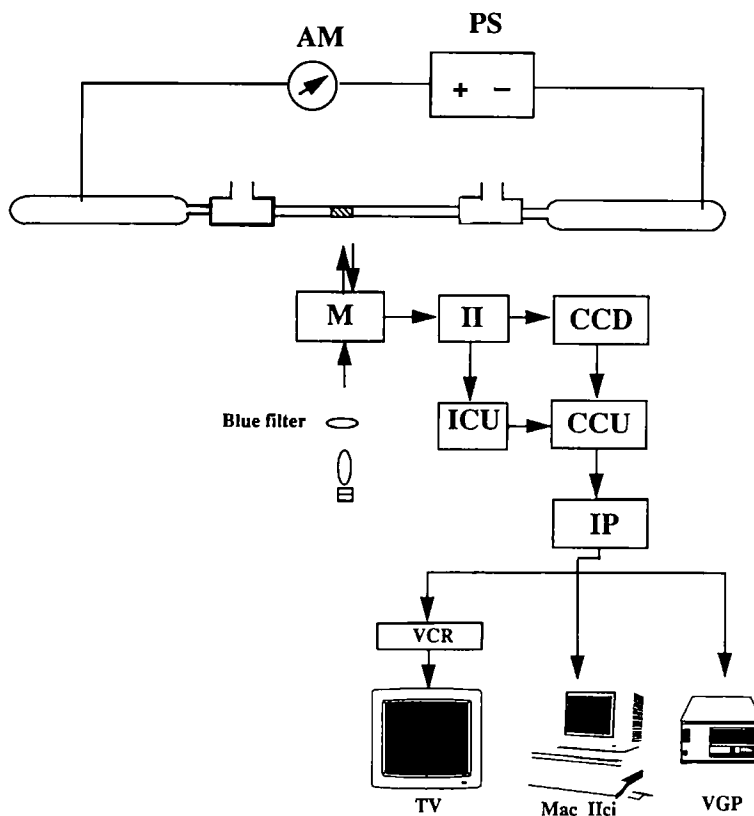 AM
PS
+ −
M
II
CCD
Blue filter
ICU
CCU
IP
VCR
TV
Mac IIci
VGP